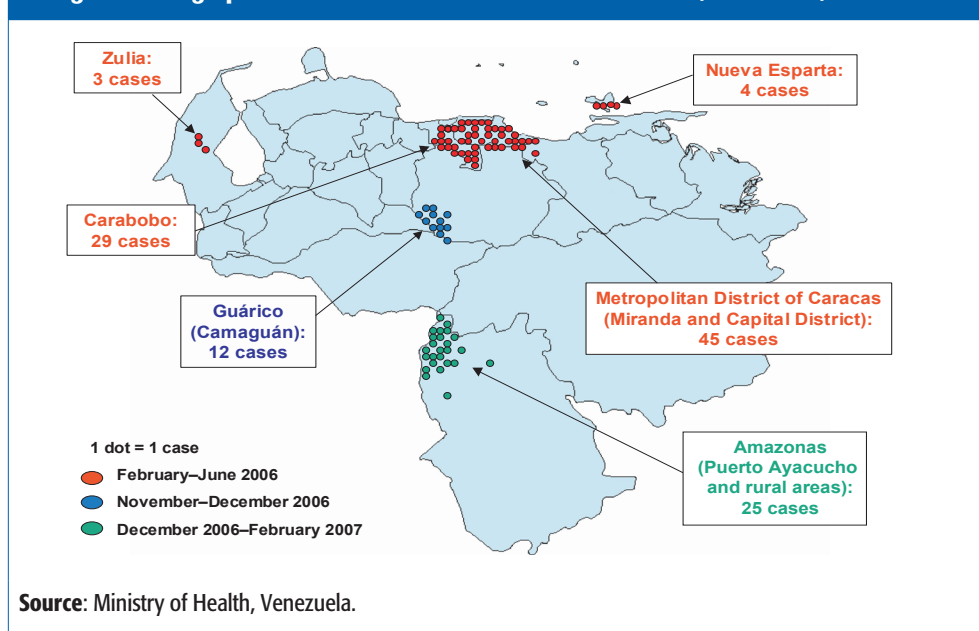 Zulia:
3 cases
Nueva Esparta:
4 cases
Carabobo:
29 cases
Guárico
(Camaguán):
12 cases
Metropolitan District of Caracas
(Miranda and Capital District):
45 cases
Amazonas
(Puerto Ayacucho
and rural areas):
25 cases
1 dot = 1 case
February–June 2006
November–December 2006
December 2006–February 2007
Source: Ministry of Health, Venezuela.